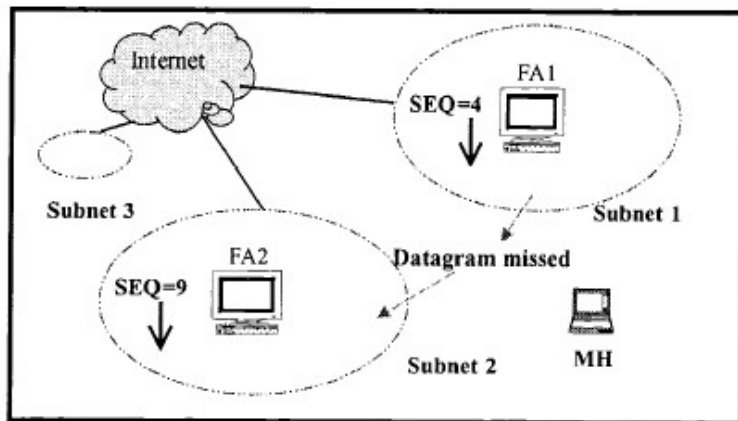 Internet
FA1
SEQ=4
Subnet 3
Subnet 1
FA2
Datagram missed
SEQ=9
Subnet 2
MH